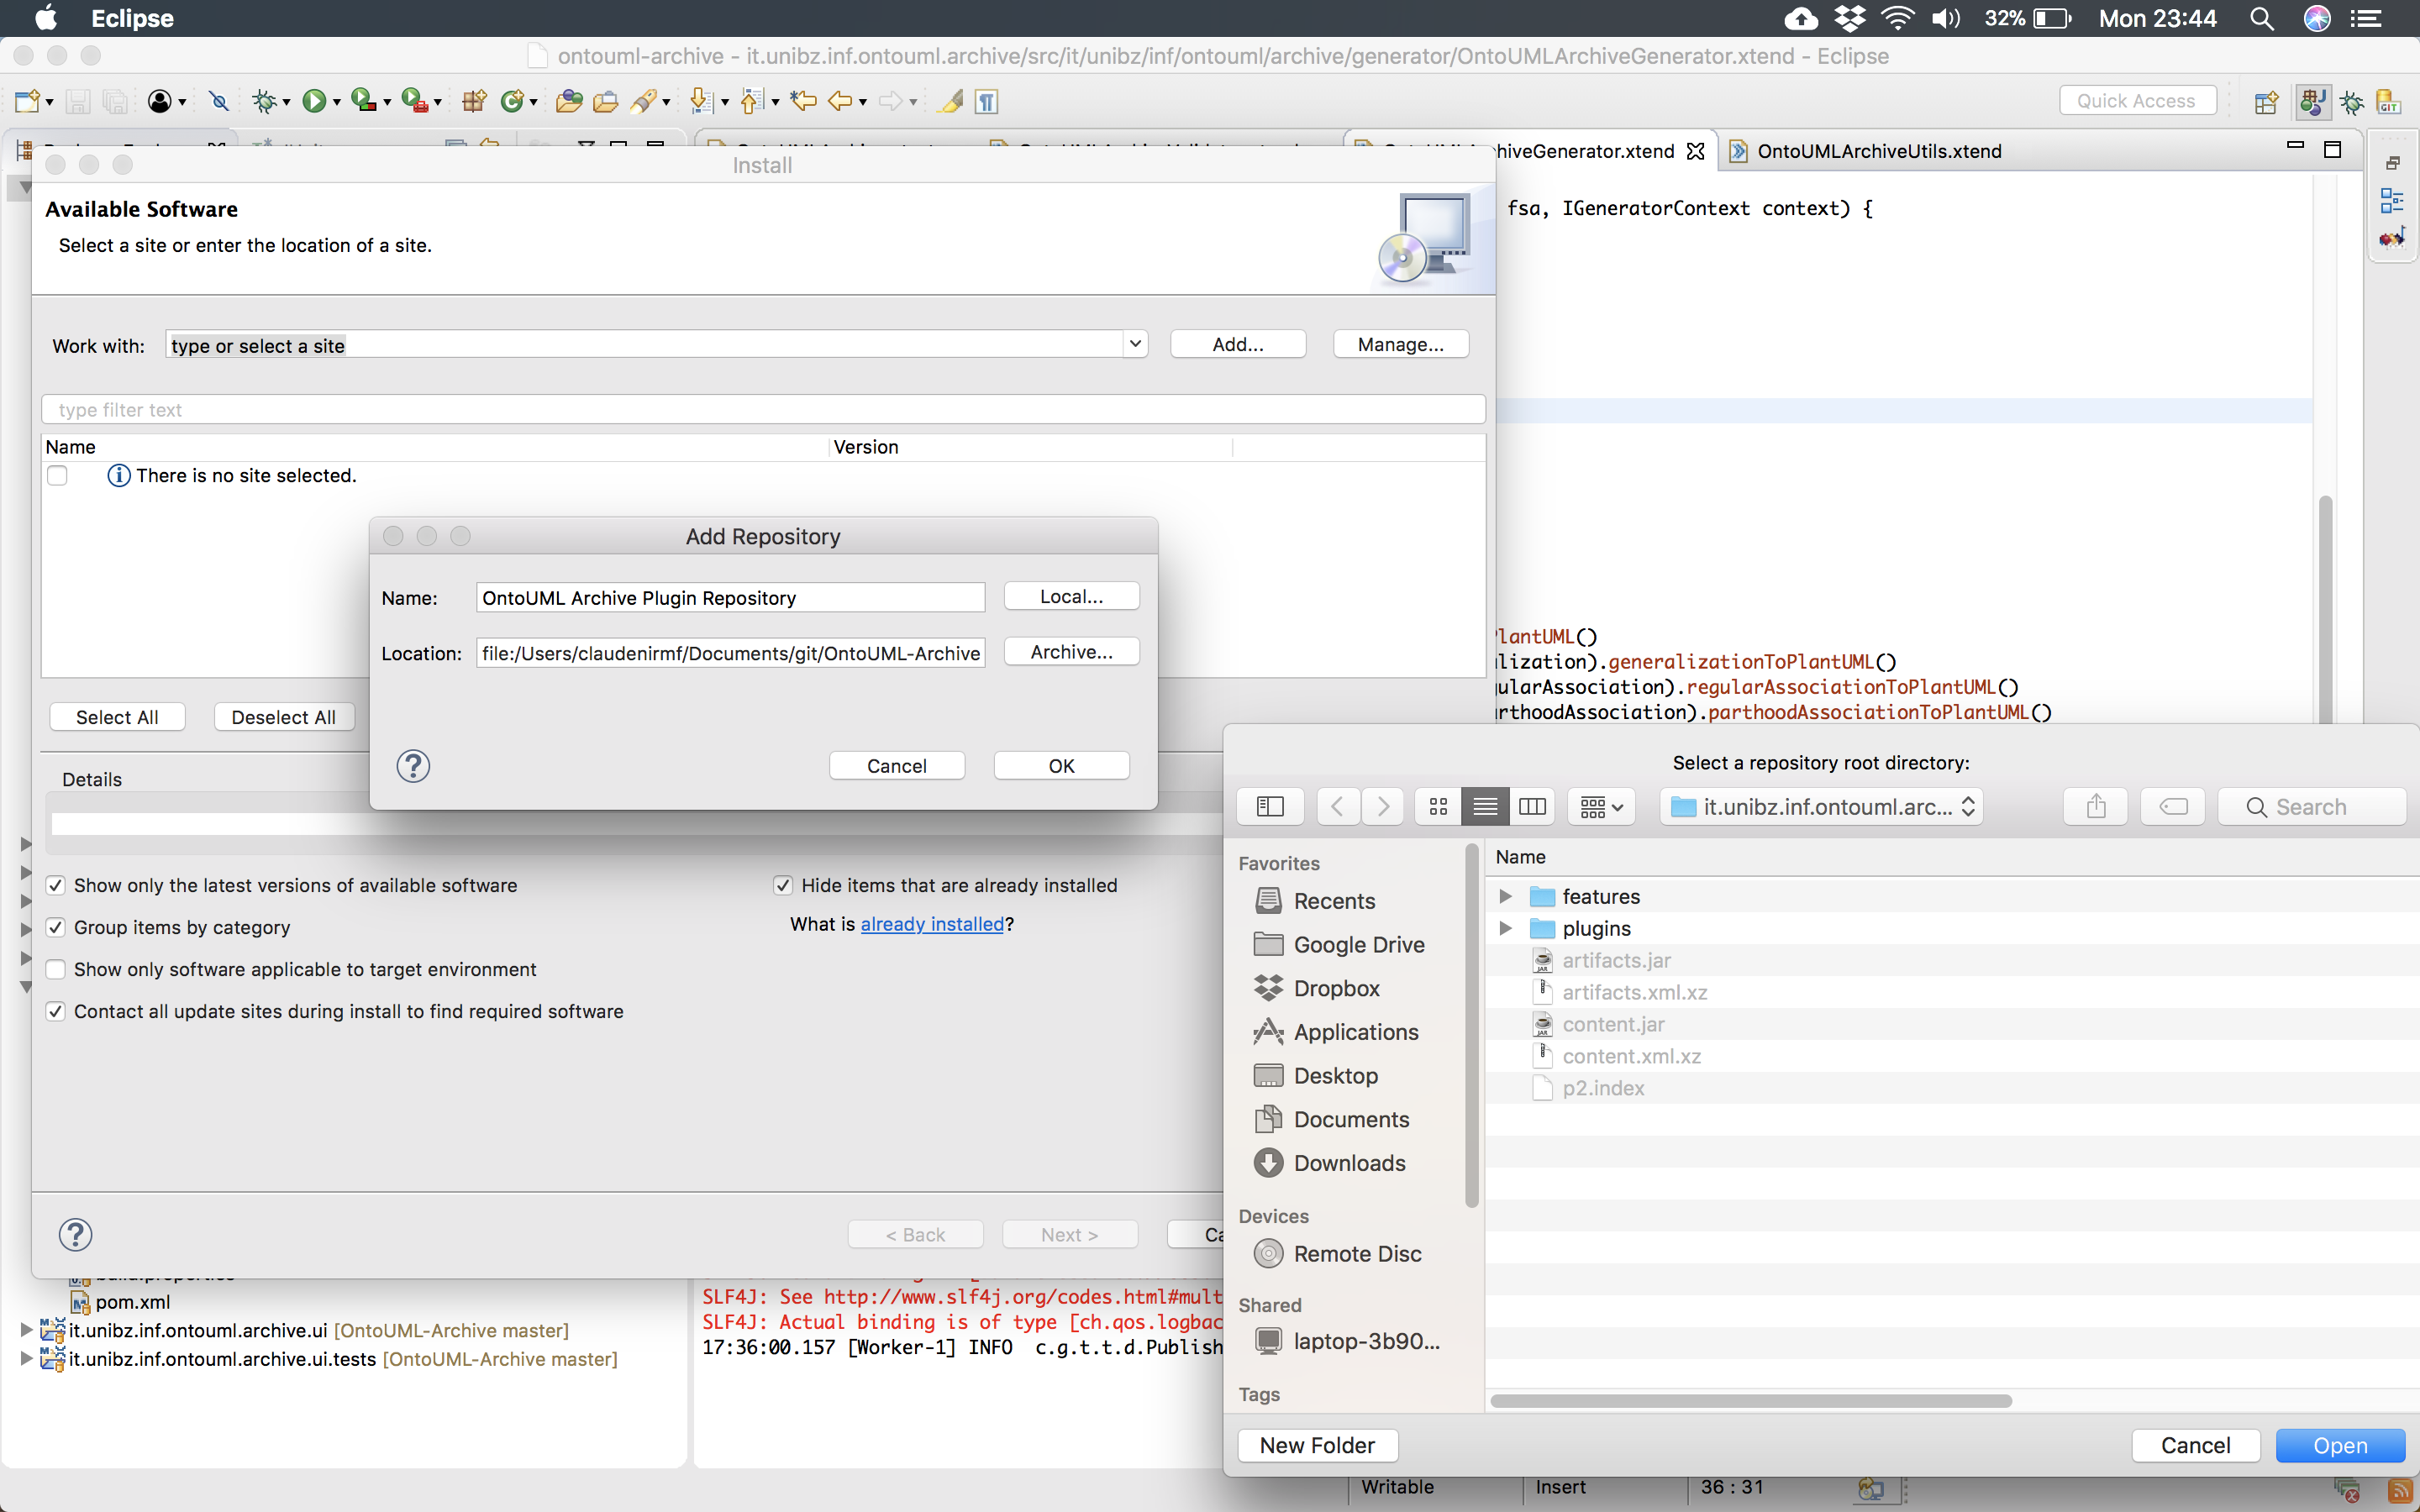 Eclipse
32%
Mon 23:44
ontouml-archive - it.unibz.inf.ontouml.archive/src/it/unibz/inf/ontouml/archive/generator/OntoUMLArchiveGenerator.xtend - Eclipse
Quick Access
GIT
hiveGenerator.xtend
OntoUMLArchiveUtils.xtend
Install
Available Software
Select a site or enter the location of a site.
fsa, IGeneratorContext context) {
Work with:
type or select a site
Add...
Manage...
type filter text
Name
Version
There is no site selected.
Add Repository
Name:
OntoUML Archive Plugin Repository
Local...
Location:
file:/Users/claudenirmf/Documents/git/OntoUML-Archive
Archive...
Cancel
OK
lantUML()
lization).generalizationToPlantUML()
ularAssociation).regularAssociationToPlantUML()
rthoodAssociation).parthoodAssociationToPlantUML()
Select All
Deselect All
Details
Show only the latest versions of available software
Hide items that are already installed
Group items by category
What is already installed?
Show only software applicable to target environment
Contact all update sites during install to find required software
< Back
Next >
Ca
Select a repository root directory:
it.unibz.inf.ontouml.arc...
Search
Favorites
Recents
Google Drive
Dropbox
Applications
Desktop
Documents
Downloads
Devices
Remote Disc
Shared
laptop-3b90...
Tags
Name
features
plugins
artifacts.jar
artifacts.xml.xz
content.jar
content.xml.xz
p2.index
New Folder
Cancel
Open
pom.xml
it.unibz.inf.ontouml.archive.ui [OntoUML-Archive master]
it.unibz.inf.ontouml.archive.ui.tests [OntoUML-Archive master]
SLF4J: See http://www.slf4j.org/codes.html#mult
SLF4J: Actual binding is of type [ch.qos.logbac
17:36:00.157 [Worker-1] INFO c.g.t.t.d.Publish
Writable
Insert
36 : 31